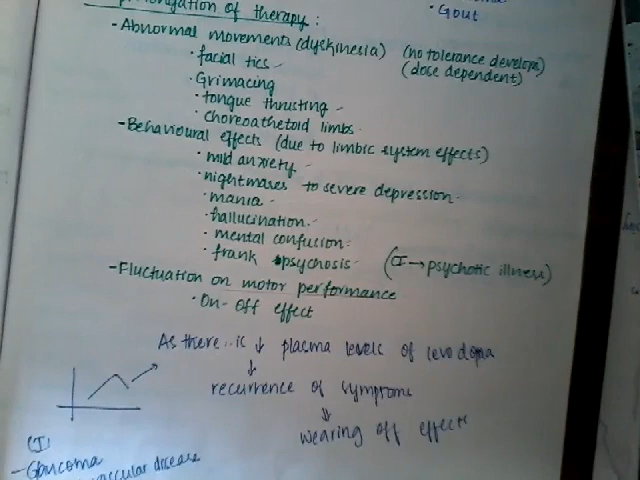 prolongation of therapy :
· Gout
- Abnormal movements (dyskinesia) (no tolerance develops)
· facial tics (dose dependent)
· Grimacing
· tongue thrusting
· choreoathetoid limbs
- Behavioural effects (due to limbic system effects)
· mild anxiety
· nightmares to severe depression
· mania
· hallucination
· mental confusion
· frank psychosis (CI → psychotic illness)
- Fluctuation on motor performance
· On-off effect
As there is ↓ plasma levels of levodopa
↓
recurrence of symptoms
↓
wearing off effects
CI
- Glaucoma
disease